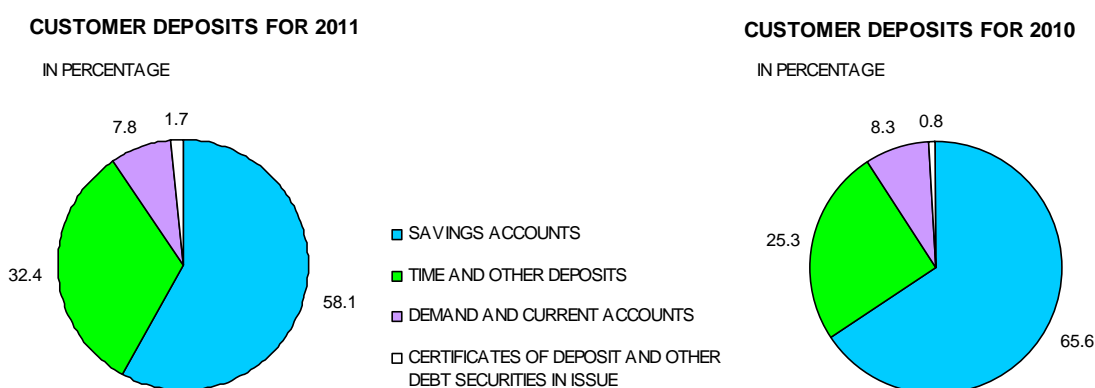 CUSTOMER DEPOSITS FOR 2011
IN PERCENTAGE
1.7
7.8
32.4
58.1
SAVINGS ACCOUNTS
TIME AND OTHER DEPOSITS
DEMAND AND CURRENT ACCOUNTS
CERTIFICATES OF DEPOSIT AND OTHER
DEBT SECURITIES IN ISSUE
CUSTOMER DEPOSITS FOR 2010
IN PERCENTAGE
8.3
0.8
25.3
65.6